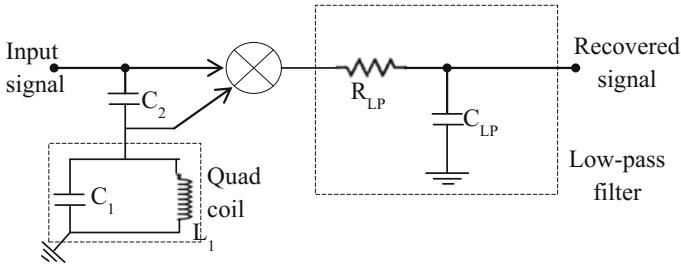 Input
signal
C2
C1
Quad
coil
L1
RLP
CLP
Recovered
signal
Low-pass
filter